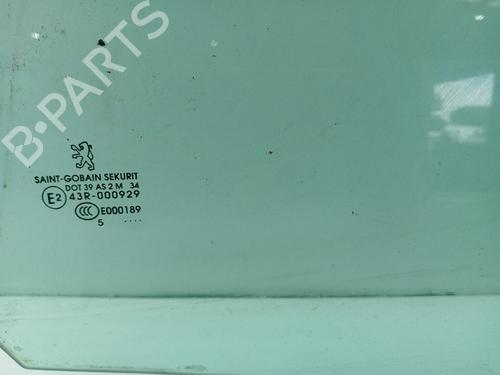 B-PARTS
SAINT-GOBAIN SEKURIT
DOT 39 AS 2 M 34
E2 43R-000929
CCC E000189
5 ....